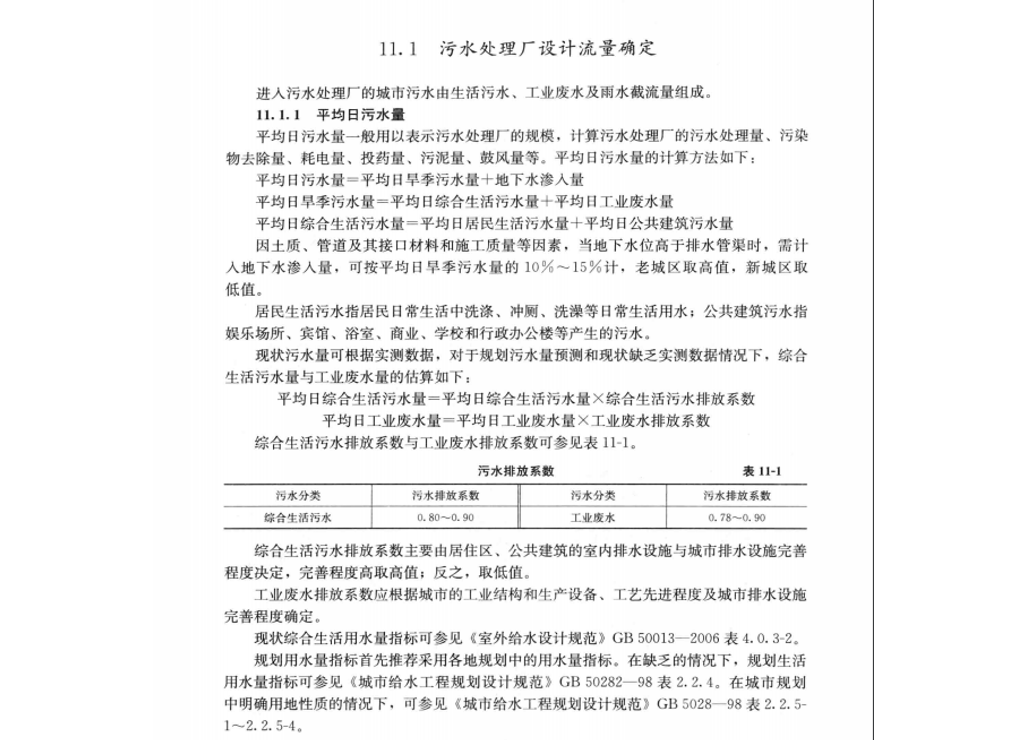 11.1 污水处理厂设计流量确定
进入污水处理厂的城市污水由生活污水、工业废水及雨水截流量组成。
11.1.1 平均日污水量
平均日污水量一般用以表示污水处理厂的规模，计算污水处理厂的污水处理量、污染
物去除量、耗电量、投药量、污泥量、鼓风量等。平均日污水量的计算方法如下：
平均日污水量＝平均日旱季污水量＋地下水渗入量
平均日旱季污水量＝平均日综合生活污水量＋平均日工业废水量
平均日综合生活污水量＝平均日居民生活污水量＋平均日公共建筑污水量
因土质、管道及其接口材料和施工质量等因素，当地下水位高于排水管渠时，需计
入地下水渗入量，可按平均日旱季污水量的 10%～15%计，老城区取高值，新城区取
低值。
居民生活污水指居民日常生活中洗涤、冲厕、洗澡等日常生活用水；公共建筑污水指
娱乐场所、宾馆、浴室、商业、学校和行政办公楼等产生的污水。
现状污水量可根据实测数据，对于规划污水量预测和现状缺乏实测数据情况下，综合
生活污水量与工业废水量的估算如下：
平均日综合生活污水量＝平均日综合生活污水量×综合生活污水排放系数
平均日工业废水量＝平均日工业废水量×工业废水排放系数
综合生活污水排放系数与工业废水排放系数可参见表 11-1。
污水排放系数 表 11-1
污水分类 污水排放系数 污水分类 污水排放系数
综合生活污水 0.80～0.90 工业废水 0.78～0.90
综合生活污水排放系数主要由居住区、公共建筑的室内排水设施与城市排水设施完善
程度决定，完善程度高取高值；反之，取低值。
工业废水排放系数应根据城市的工业结构和生产设备、工艺先进程度及城市排水设施
完善程度确定。
现状综合生活用水量指标可参见《室外给水设计规范》GB 50013—2006 表 4.0.3-2。
规划用水量指标首先推荐采用各地规划中的用水量指标。在缺乏的情况下，规划生活
用水量指标可参见《城市给水工程规划设计规范》GB 50282—98 表 2.2.4。在城市规划
中明确用地性质的情况下，可参见《城市给水工程规划设计规范》GB 5028—98 表 2.2.5-
1～2.2.5-4。